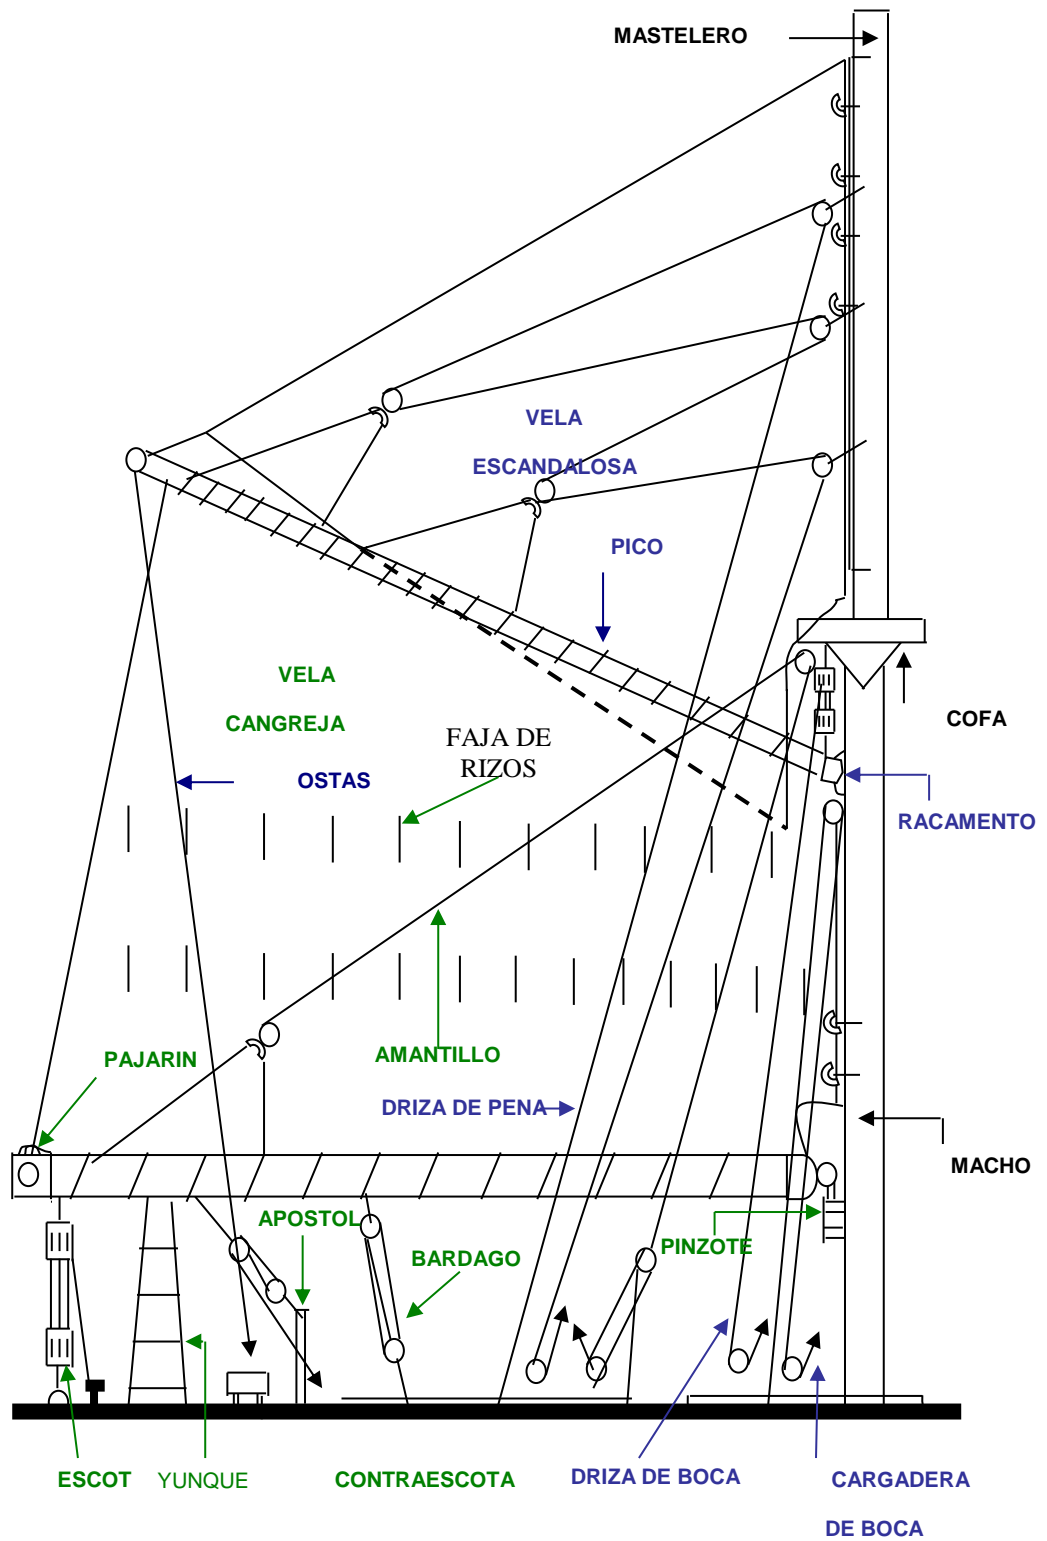 MASTELERO
VELA
ESCANDALOSA
PICO
VELA
CANGREJA
FAJA DE
RIZOS
COFA
OSTAS
RACAMENTO
PAJARIN
AMANTILLO
DRIZA DE PENA
MACHO
APOSTOL
BARDAGO
PINZOTE
ESCOT
YUNQUE
CONTRAESCOTA
DRIZA DE BOCA
CARGADERA
DE BOCA